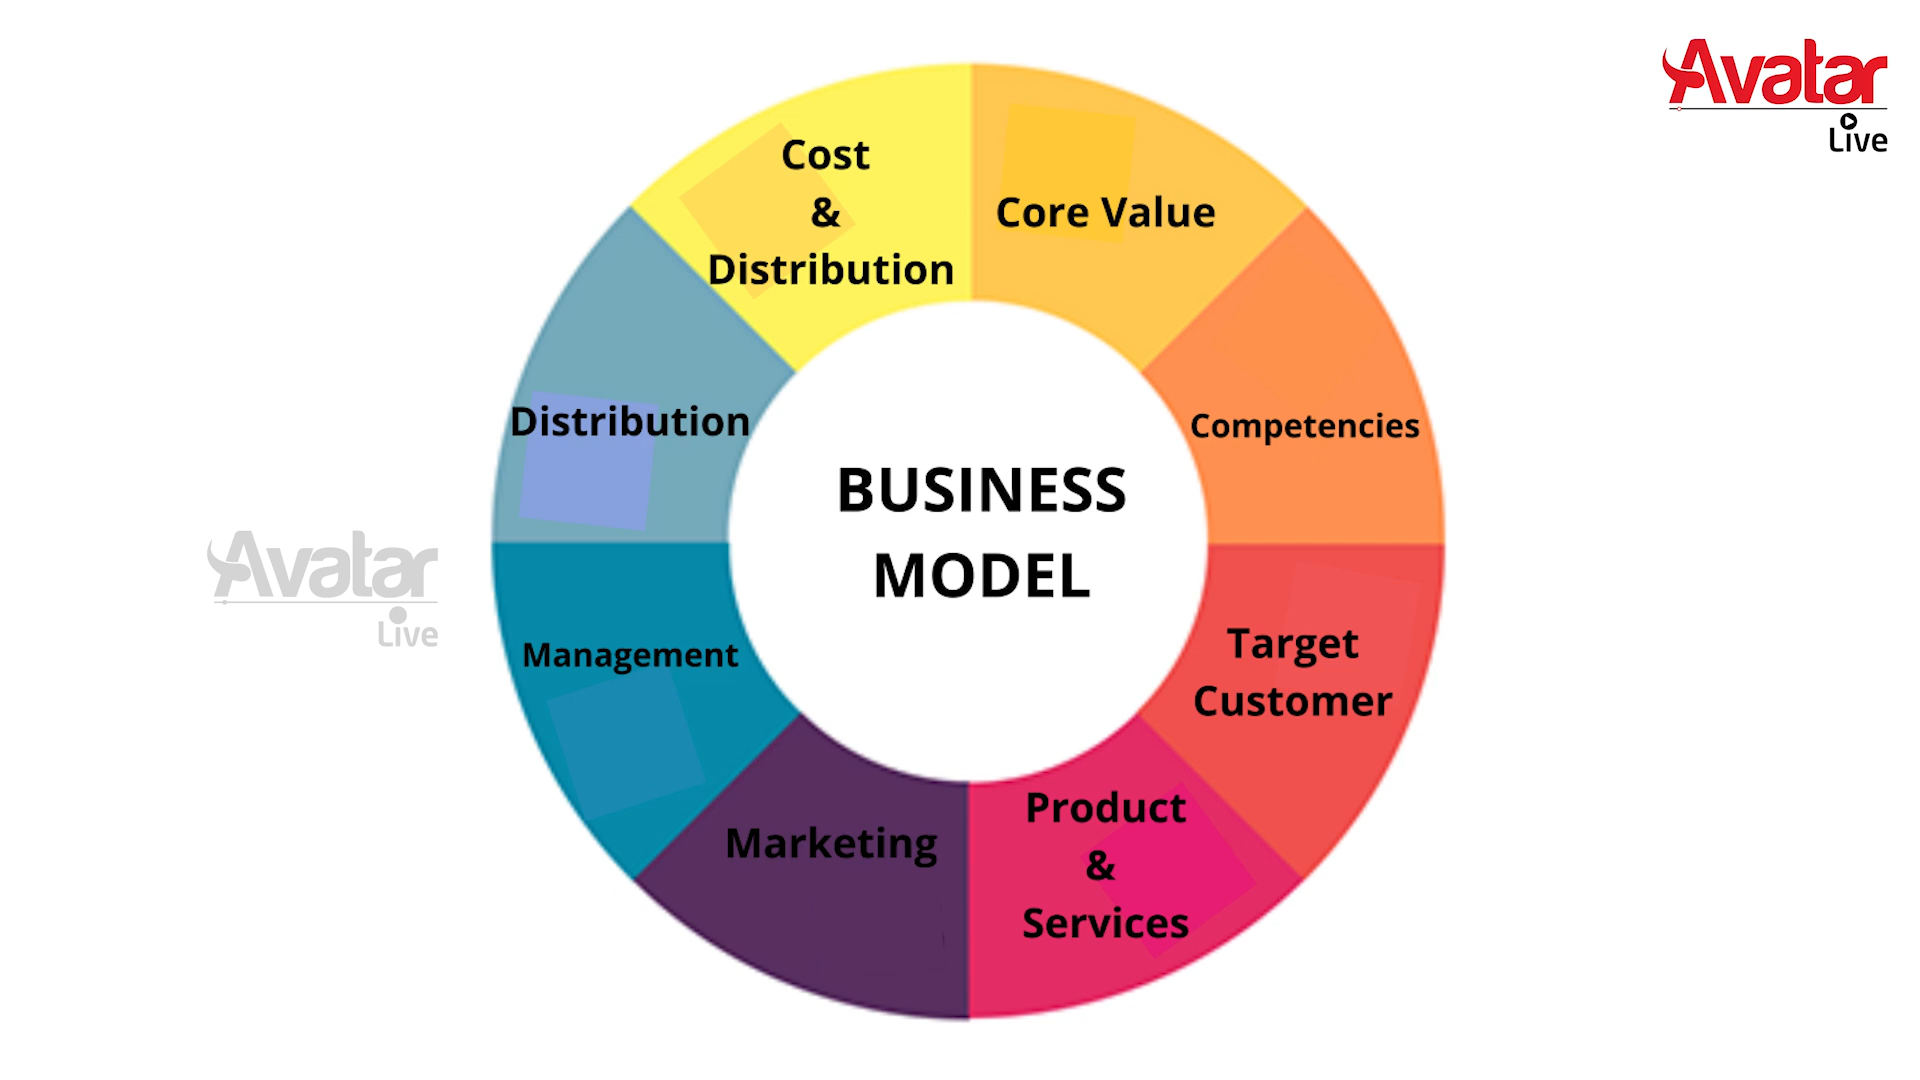 Avatar
Live
Cost
&
Distribution
Core Value
Distribution
Competencies
BUSINESS
MODEL
Avatar
Live
Management
Target
Customer
Marketing
Product
&
Services